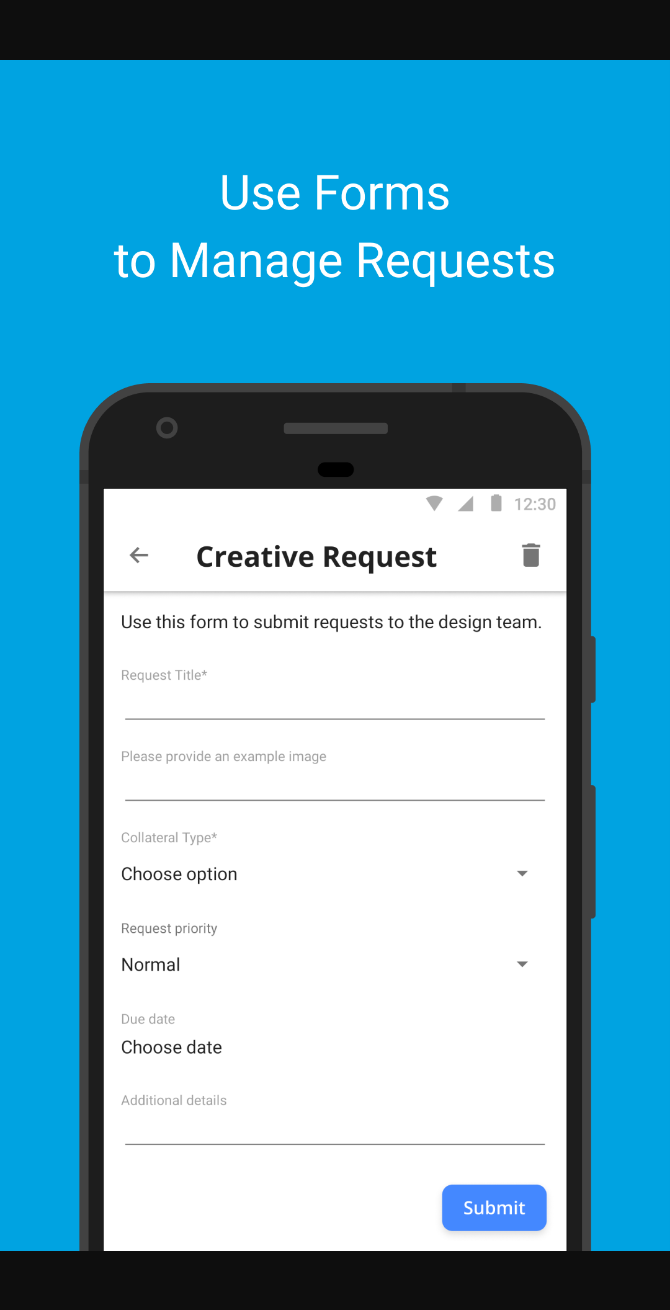 Use Forms
to Manage Requests
12:30
Creative Request
Use this form to submit requests to the design team.
Request Title*
Please provide an example image
Collateral Type*
Choose option
Request priority
Normal
Due date
Choose date
Additional details
Submit